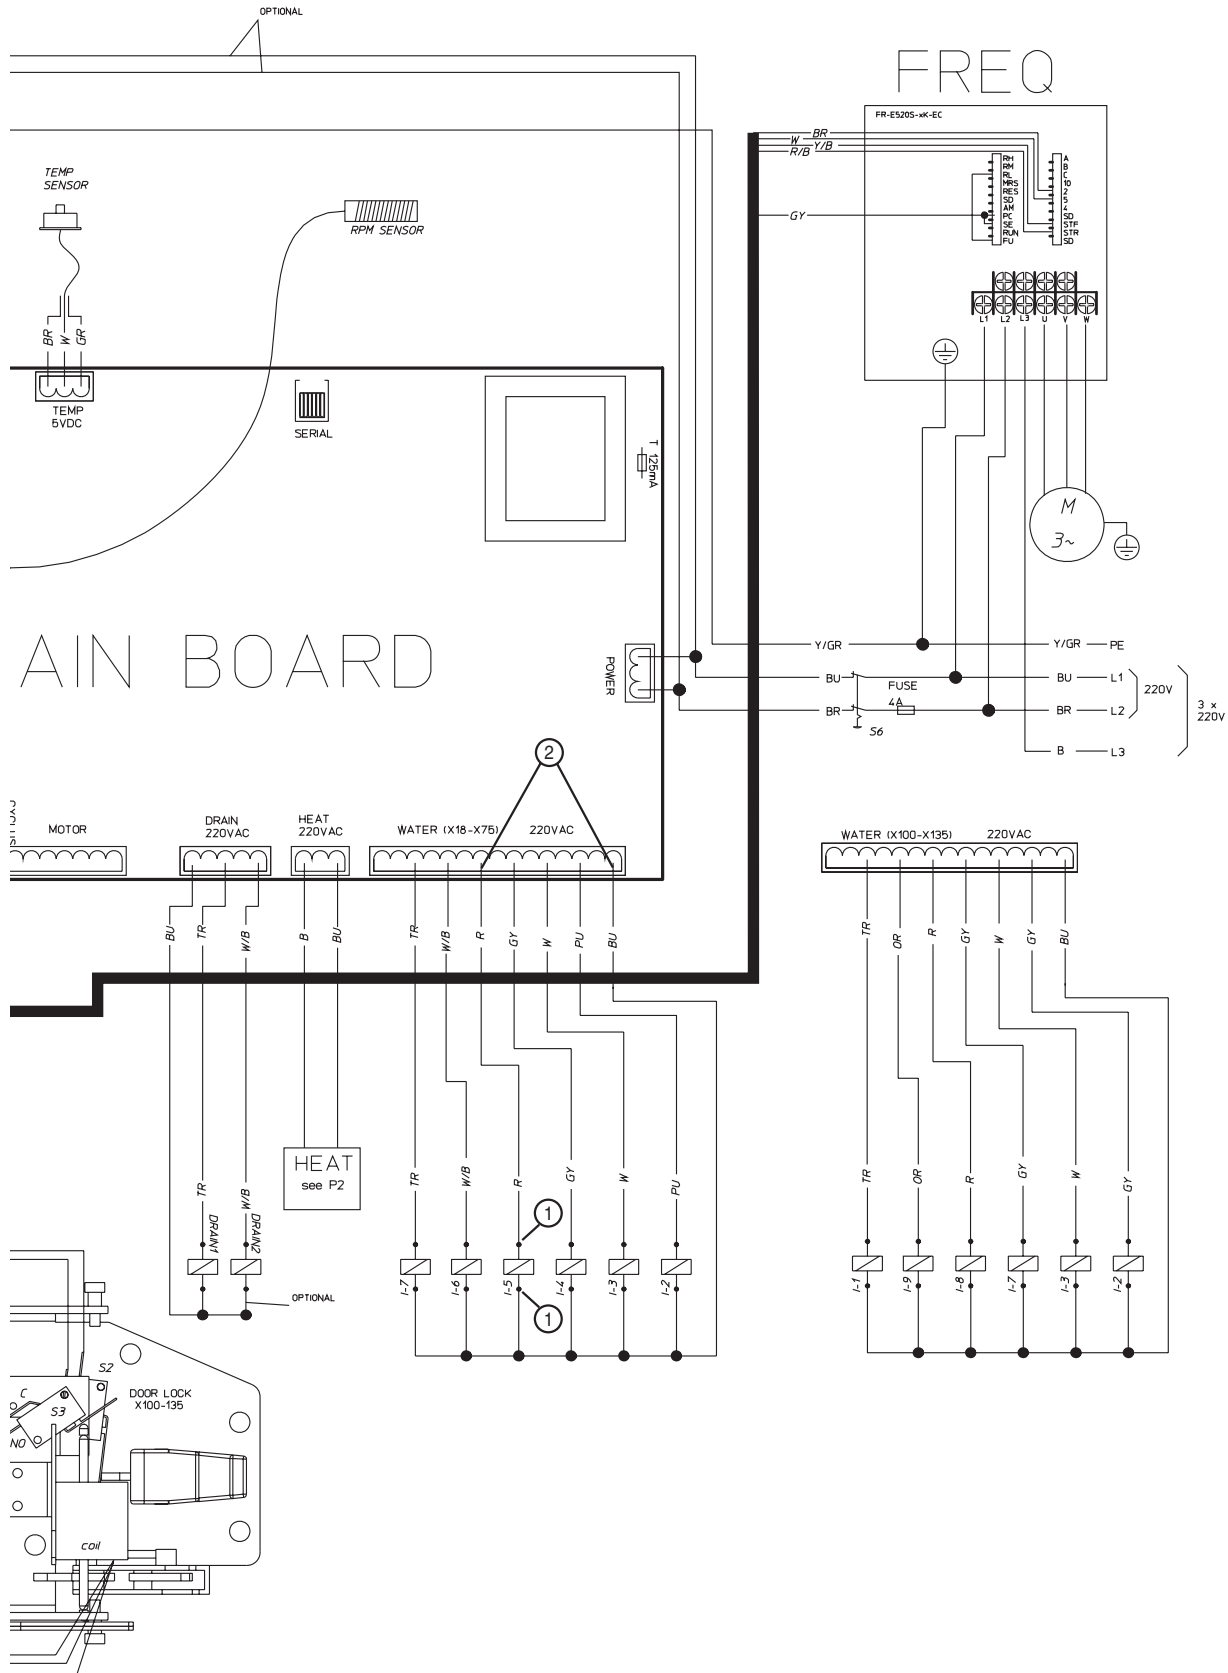 OPTIONAL
FREQ
FR-E520S-xK-EC
BR
W
Y/B
R/B
GY
RH
RM
RL
MRS
RES
SD
AM
PC
SE
RUN
FU
A
B
C
10
2
5
4
SD
STF
STR
SD
L1 L2 L3 U V W
TEMP
SENSOR
RPM SENSOR
BR
W
GR
TEMP
5VDC
SERIAL
T 125mA
M
3~
AIN BOARD
POWER
Y/GR
Y/GR
PE
BU
BU
L1
FUSE
4A
BR
BR
L2
S6
220V
3 x
220V
B
L3
2
MOTOR
DRAIN
220VAC
HEAT
220VAC
WATER (X18-X75)
220VAC
WATER (X100-X135)
220VAC
BU
TR
W/B
B
BU
TR
W/B
R
GY
W
PU
BU
TR
OR
R
GY
W
GY
BU
HEAT
see P2
TR
W/B
DRAIN1
DRAIN2
OPTIONAL
TR
W/B
R
GY
W
PU
1
1
I-7
I-6
I-5
I-4
I-3
I-2
TR
OR
R
GY
W
GY
I-1
I-9
I-8
I-7
I-3
I-2
S2
DOOR LOCK
X100-135
C
S3
NO
coil